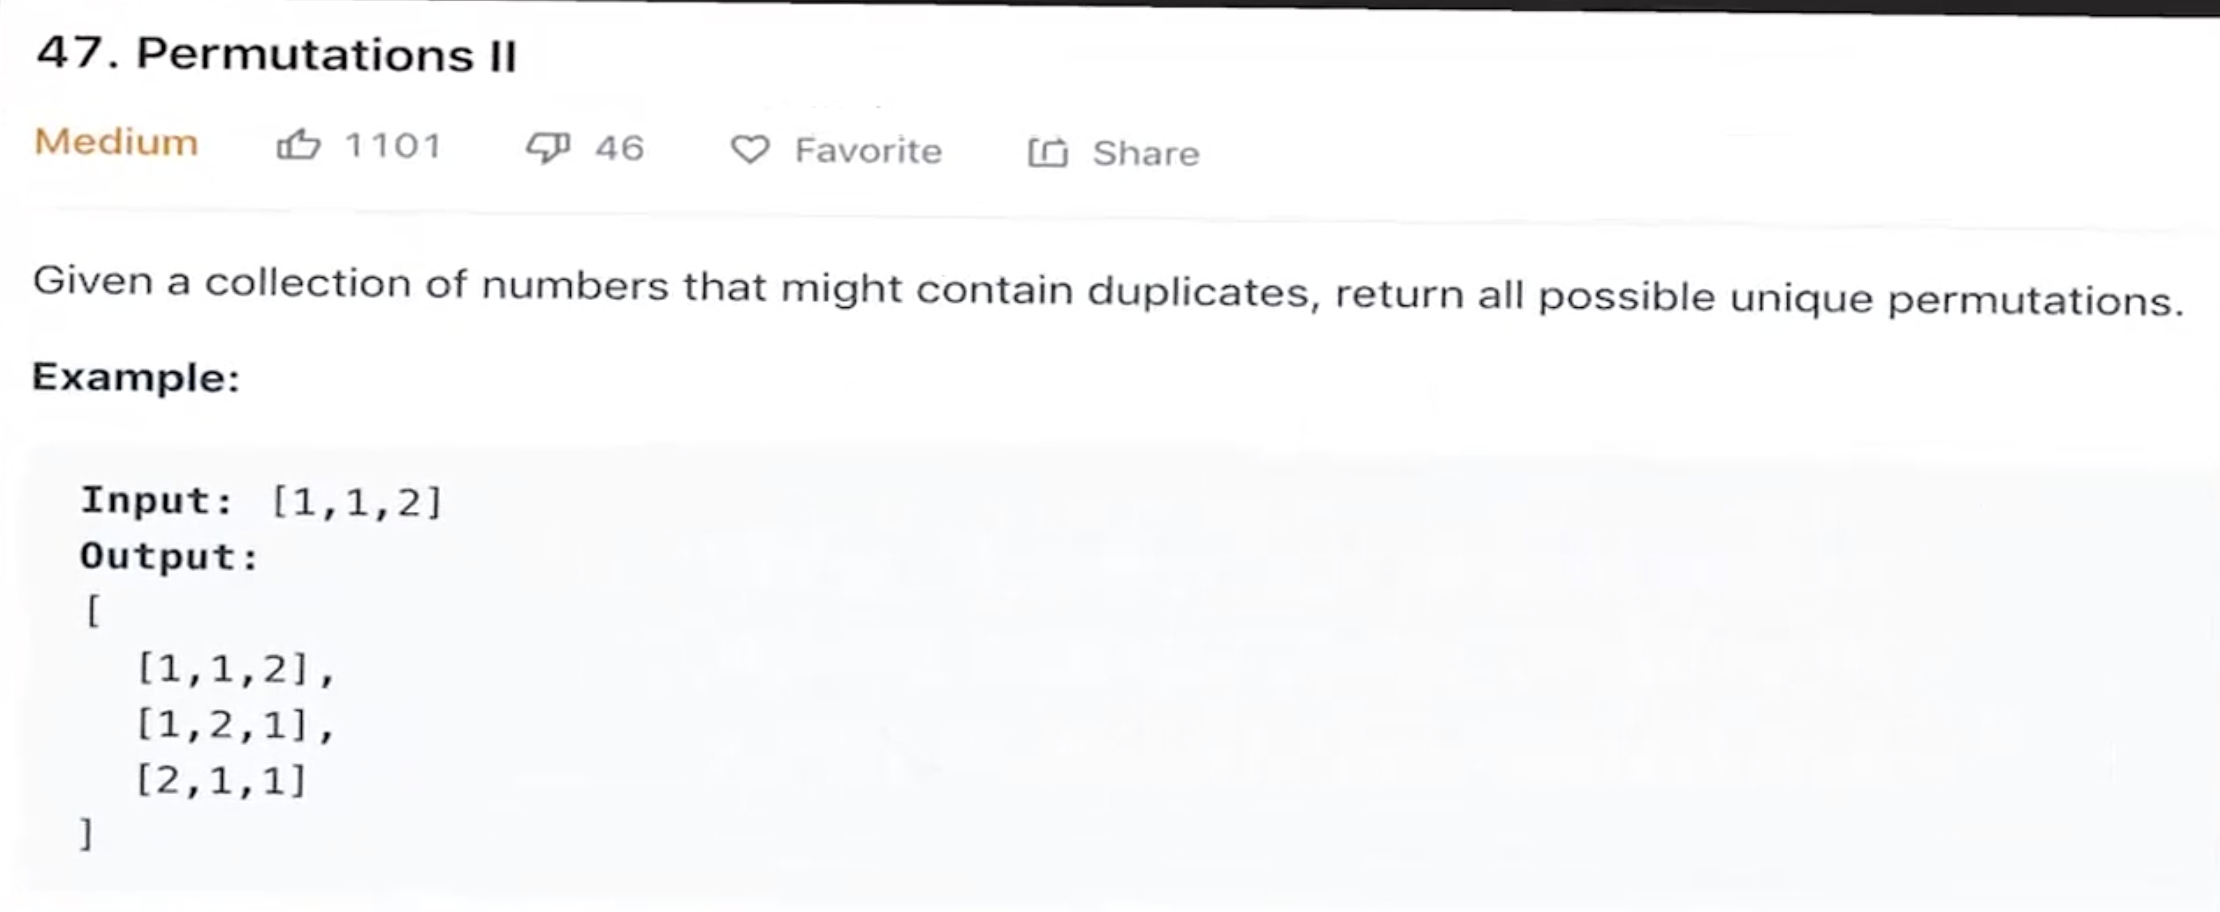 47. Permutations II
Medium 1101 46 Favorite Share
Given a collection of numbers that might contain duplicates, return all possible unique permutations.
Example:
Input: [1,1,2]
Output:
[
[1,1,2],
[1,2,1],
[2,1,1]
]